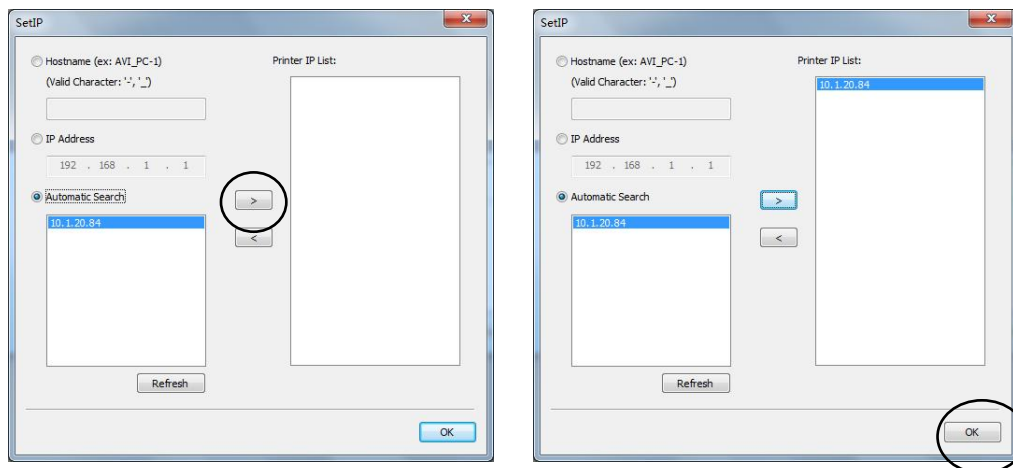 SetIP
Hostname (ex: AVI_PC-1)
Printer IP List:
(Valid Character: '-', '_')
IP Address
192 . 168 . 1 . 1
Automatic Search
>
10.1.20.84
<
Refresh
OK
SetIP
Hostname (ex: AVI_PC-1)
Printer IP List:
(Valid Character: '-', '_')
10.1.20.84
IP Address
192 . 168 . 1 . 1
Automatic Search
>
10.1.20.84
<
Refresh
OK